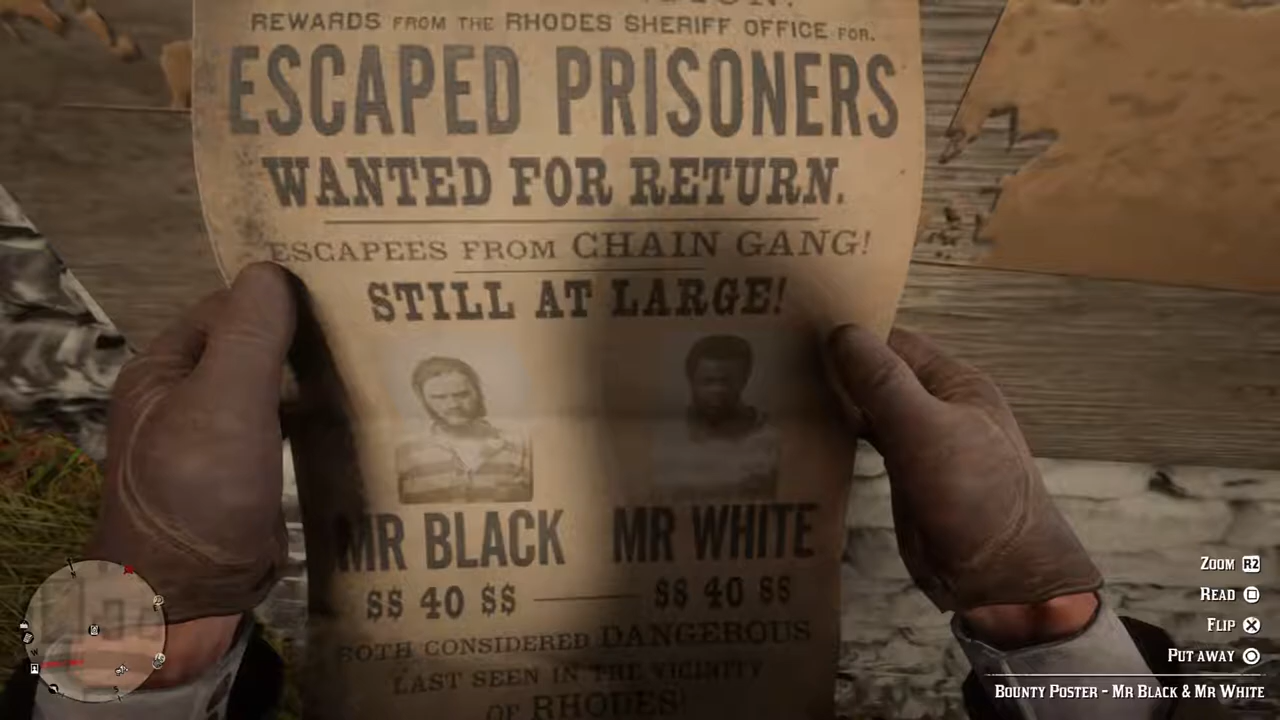 REWARDS FROM THE RHODES SHERIFF OFFICE FOR.
ESCAPED PRISONERS
WANTED FOR RETURN.
ESCAPEES FROM CHAIN GANG!
STILL AT LARGE!
MR BLACK MR WHITE
$$ 40 $$ $$ 40 $$
BOTH CONSIDERED DANGEROUS
LAST SEEN IN THE VICINITY
OF RHODES!
ZOOM R2
READ
FLIP
PUT AWAY
BOUNTY POSTER - MR BLACK & MR WHITE